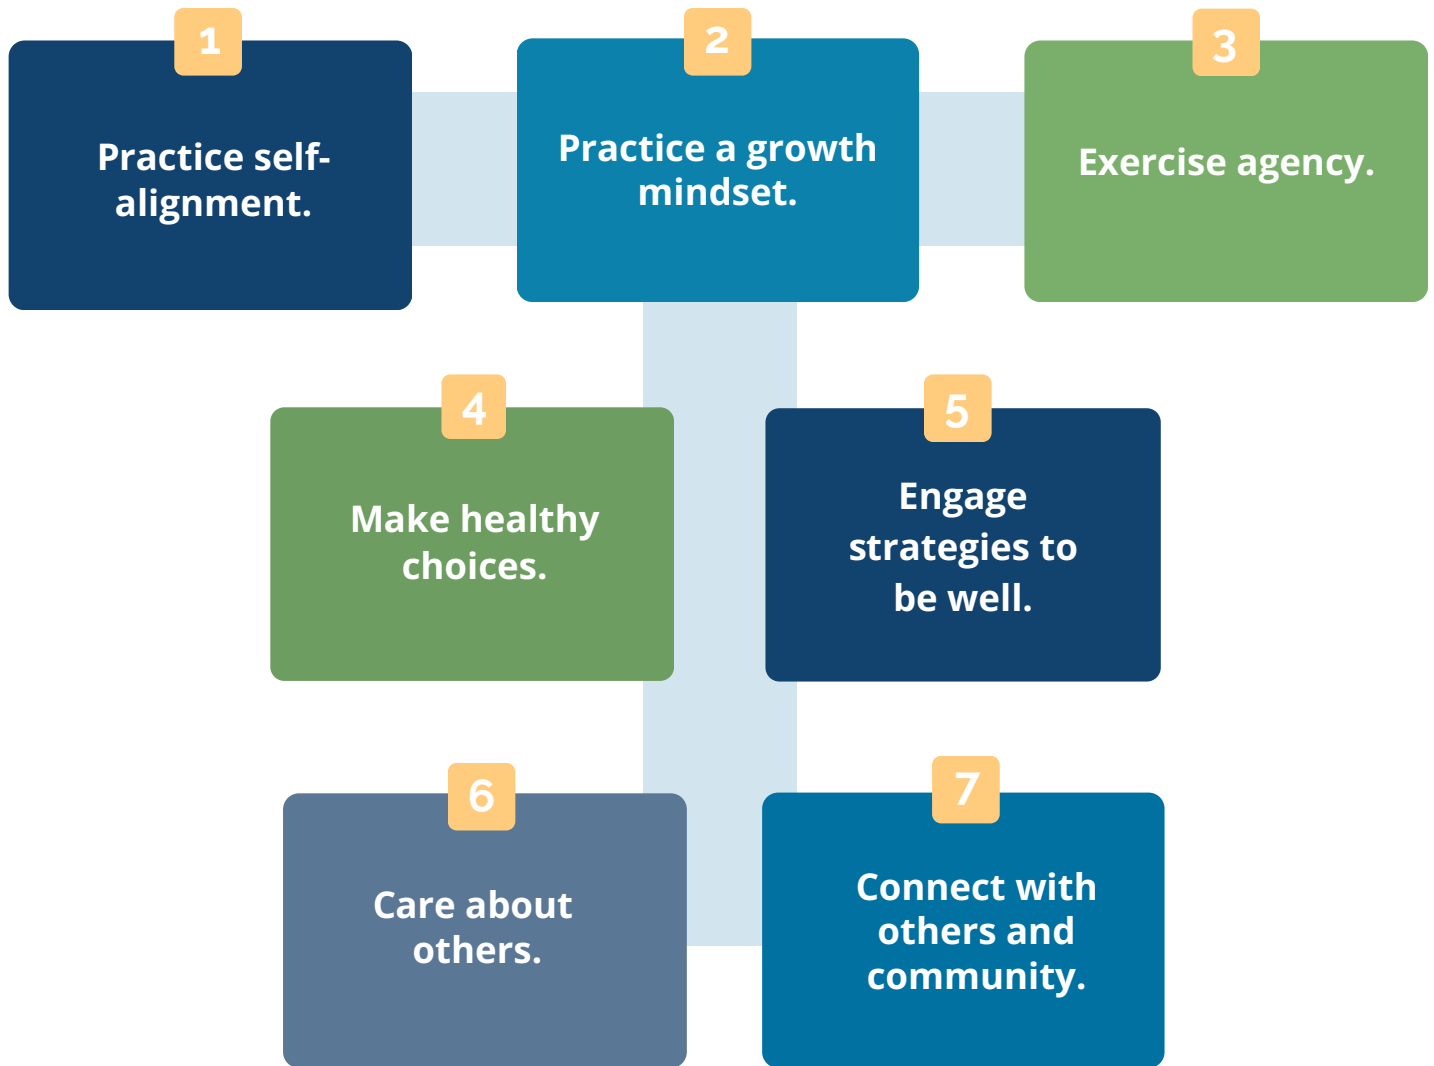 1
Practice self-
alignment.
2
Practice a growth
mindset.
3
Exercise agency.
4
Make healthy
choices.
5
Engage
strategies to
be well.
6
Care about
others.
7
Connect with
others and
community.